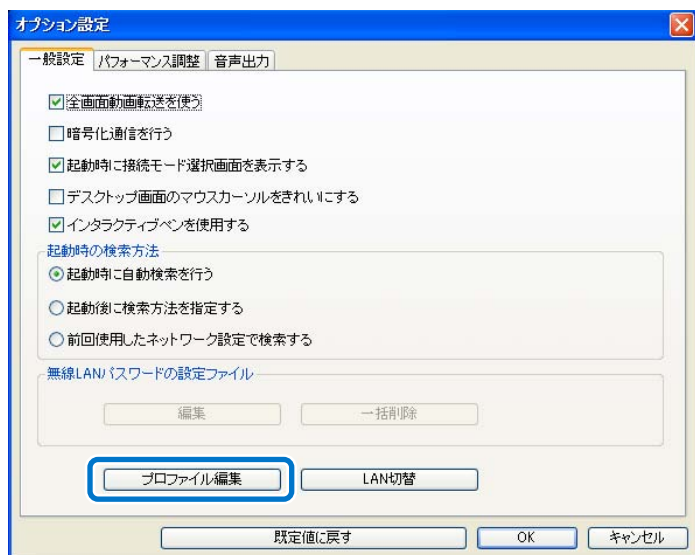 オプション設定
一般設定 パフォーマンス調整 音声出力
全画面動画転送を使う
暗号化通信を行う
起動時に接続モード選択画面を表示する
デスクトップ画面のマウスカーソルをきれいにする
インタラクティブペンを使用する
起動時の検索方法
起動時に自動検索を行う
起動後に検索方法を指定する
前回使用したネットワーク設定で検索する
無線LANパスワードの設定ファイル
編集 一括削除
プロファイル編集 LAN切替
既定値に戻す OK キャンセル